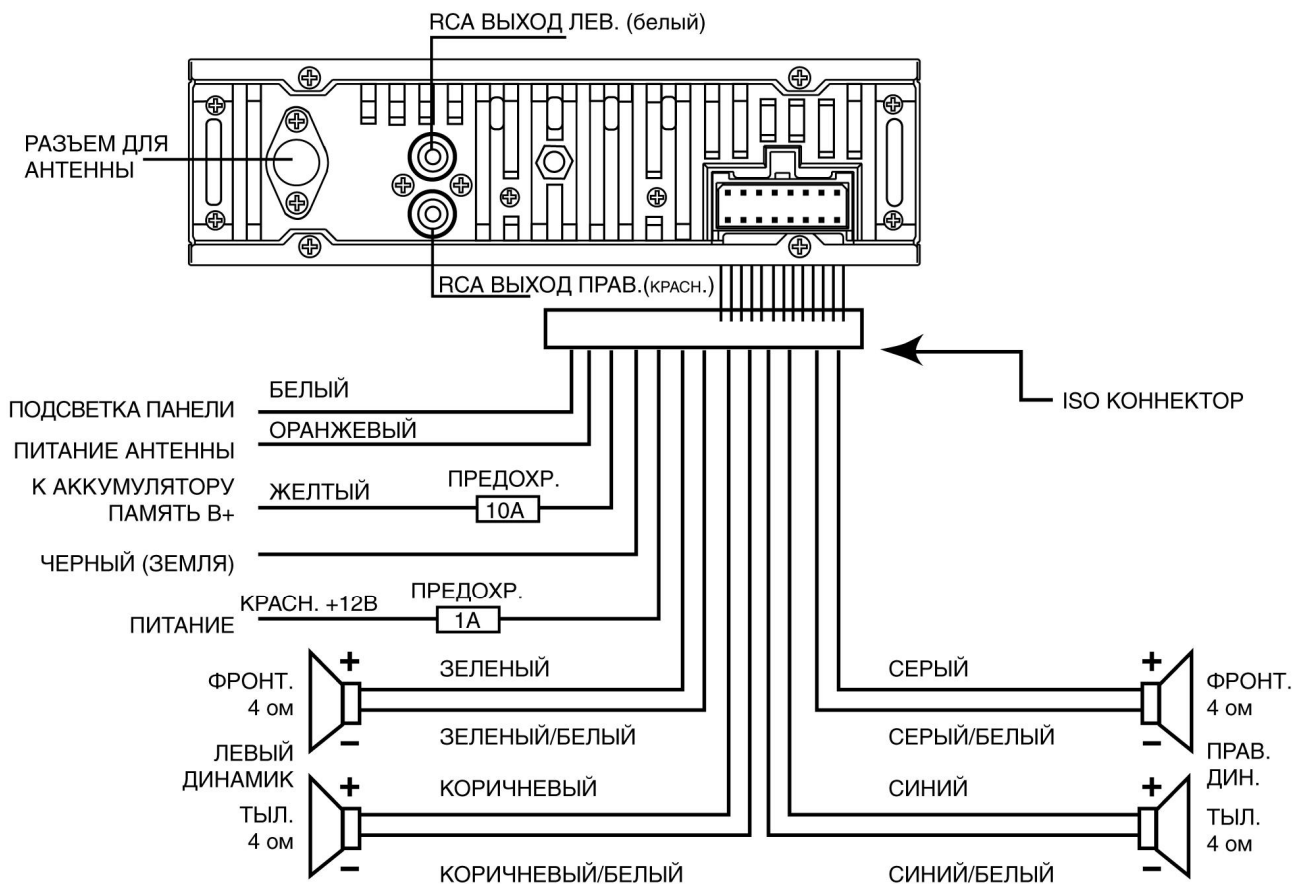 RCA ВЫХОД ЛЕВ. (белый)
РАЗЪЕМ ДЛЯ
АНТЕННЫ
RCA ВЫХОД ПРАВ.(КРАСН.)
ISO КОННЕКТОР
БЕЛЫЙ
ПОДСВЕТКА ПАНЕЛИ
ОРАНЖЕВЫЙ
ПИТАНИЕ АНТЕННЫ
К АККУМУЛЯТОРУ
ПАМЯТЬ В+
ЖЕЛТЫЙ
ПРЕДОХР.
10А
ЧЕРНЫЙ (ЗЕМЛЯ)
КРАСН. +12В
ПРЕДОХР.
1А
ПИТАНИЕ
ФРОНТ.
4 ом
+
−
ЗЕЛЕНЫЙ
ЗЕЛЕНЫЙ/БЕЛЫЙ
ЛЕВЫЙ
ДИНАМИК
ТЫЛ.
4 ом
+
−
КОРИЧНЕВЫЙ
КОРИЧНЕВЫЙ/БЕЛЫЙ
СЕРЫЙ
СЕРЫЙ/БЕЛЫЙ
+
−
ФРОНТ.
4 ом
ПРАВ.
ДИН.
СИНИЙ
СИНИЙ/БЕЛЫЙ
+
−
ТЫЛ.
4 ом